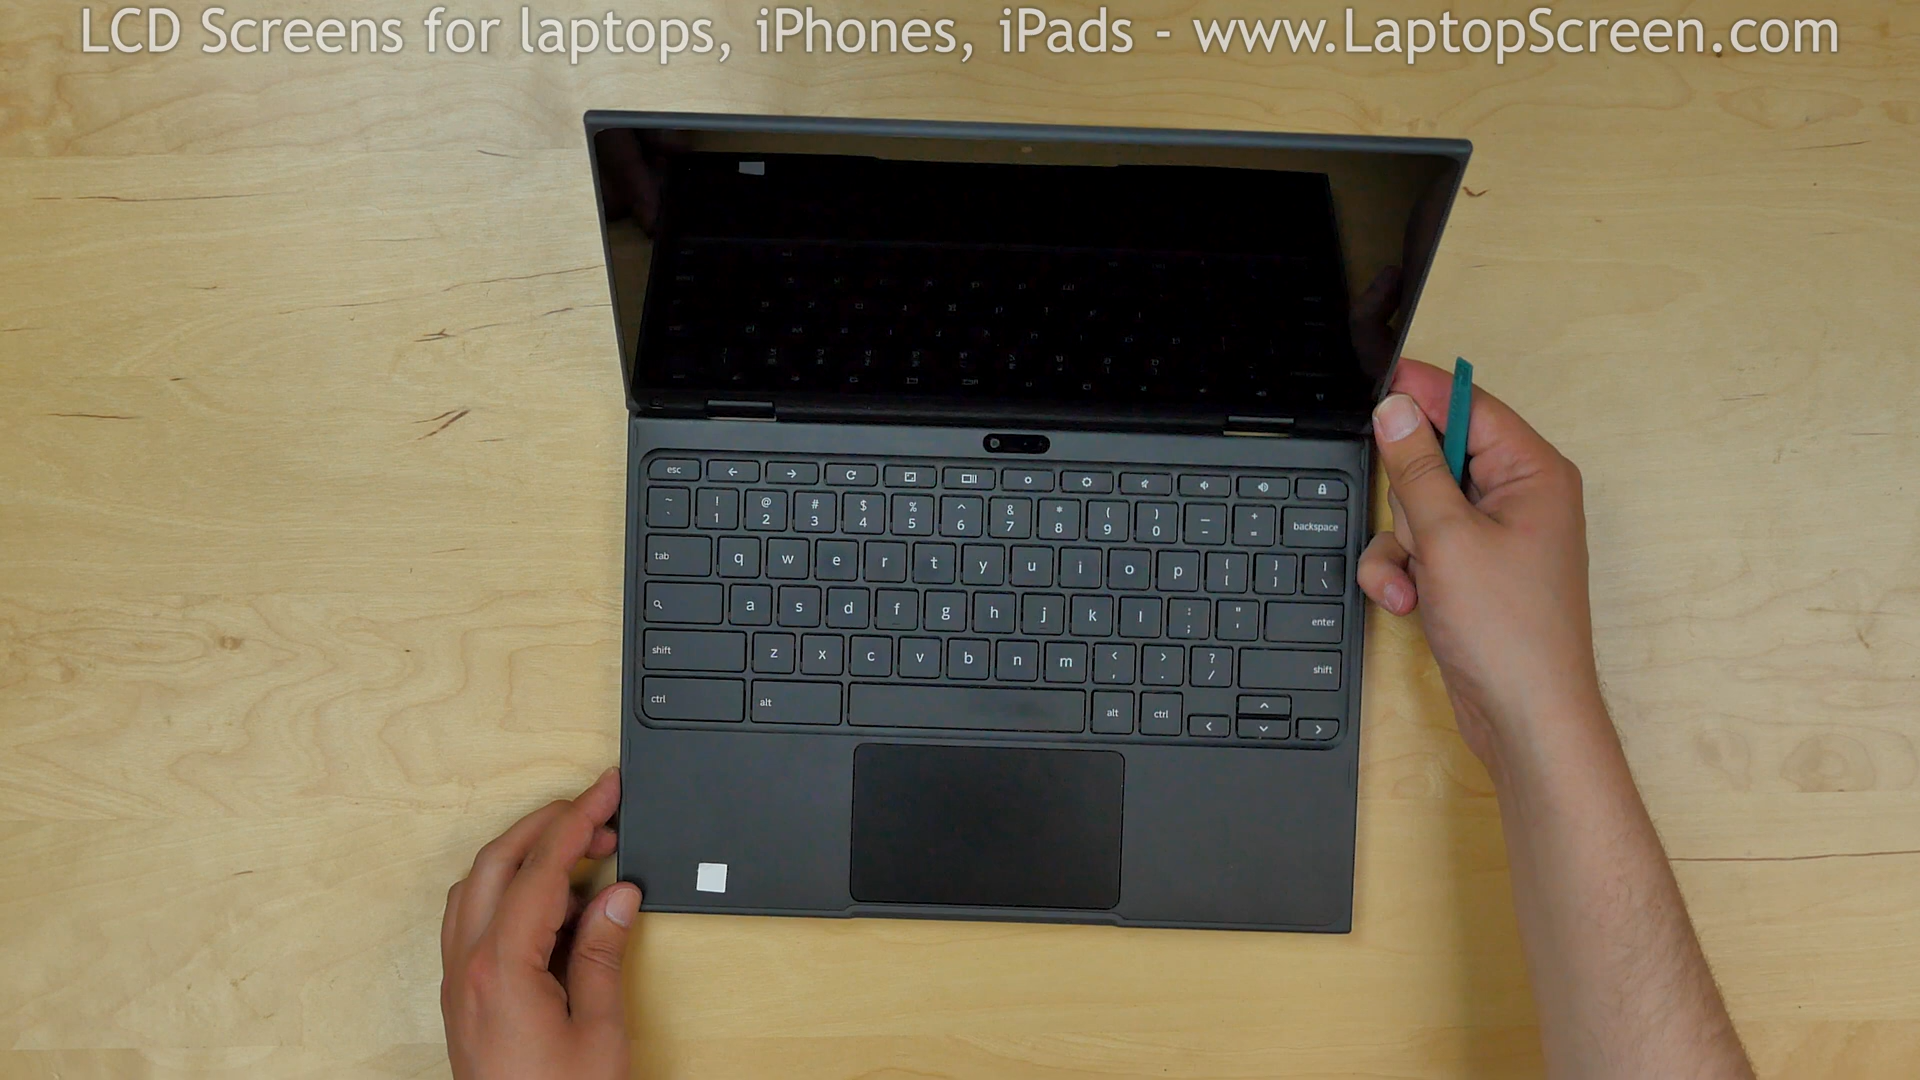 LCD Screens for laptops, iPhones, iPads - www.LaptopScreen.com
esc
~ ! @ # $ % ^ & * ( ) — +
` 1 2 3 4 5 6 7 8 9 0 - = backspace
tab q w e r t y u i o p { [ } ] | \
a s d f g h j k l : ; " ' enter
shift z x c v b n m < , > . ? / shift
ctrl alt alt ctrl